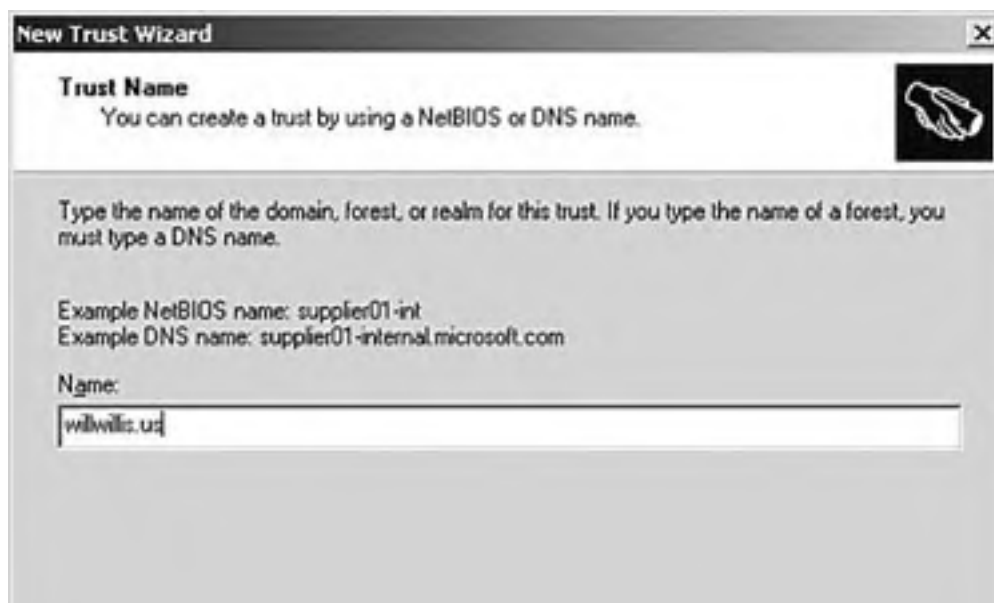 New Trust Wizard
Trust Name
You can create a trust by using a NetBIOS or DNS name.
Type the name of the domain, forest, or realm for this trust. If you type the name of a forest, you
must type a DNS name.
Example NetBIOS name: supplier01-int
Example DNS name: supplier01-internal.microsoft.com
Name:
willwillis.us